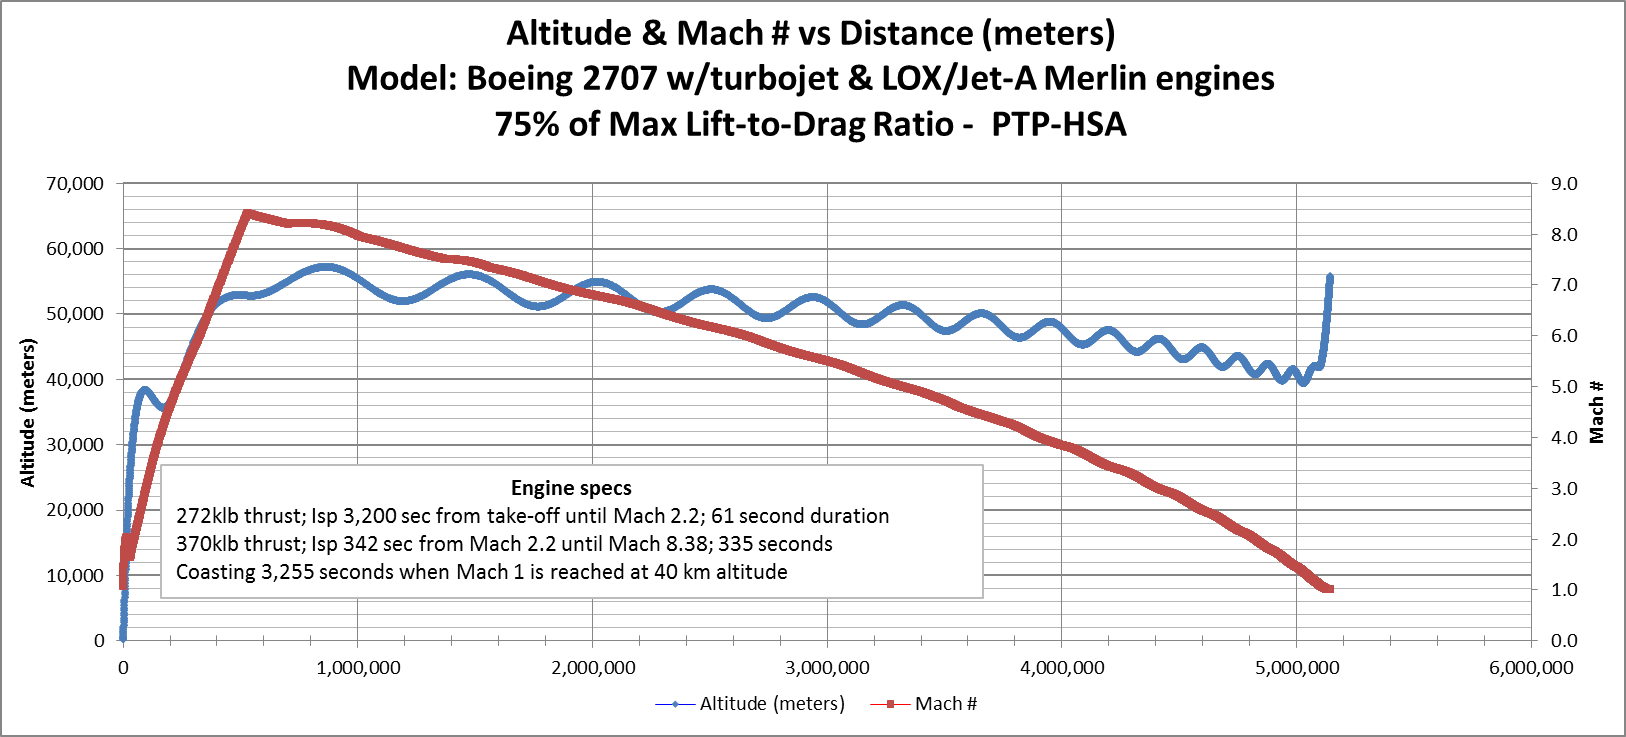 Altitude & Mach # vs Distance (meters)
Model: Boeing 2707 w/turbojet & LOX/Jet-A Merlin engines
75% of Max Lift-to-Drag Ratio - PTP-HSA
70,000
60,000
50,000
40,000
30,000
20,000
10,000
0
Altitude (meters)
9.0
8.0
7.0
6.0
5.0
4.0
3.0
2.0
1.0
0.0
Mach #
Engine specs
272klb thrust; Isp 3,200 sec from take-off until Mach 2.2; 61 second duration
370klb thrust; Isp 342 sec from Mach 2.2 until Mach 8.38; 335 seconds
Coasting 3,255 seconds when Mach 1 is reached at 40 km altitude
0 1,000,000 2,000,000 3,000,000 4,000,000 5,000,000 6,000,000
Altitude (meters) Mach #